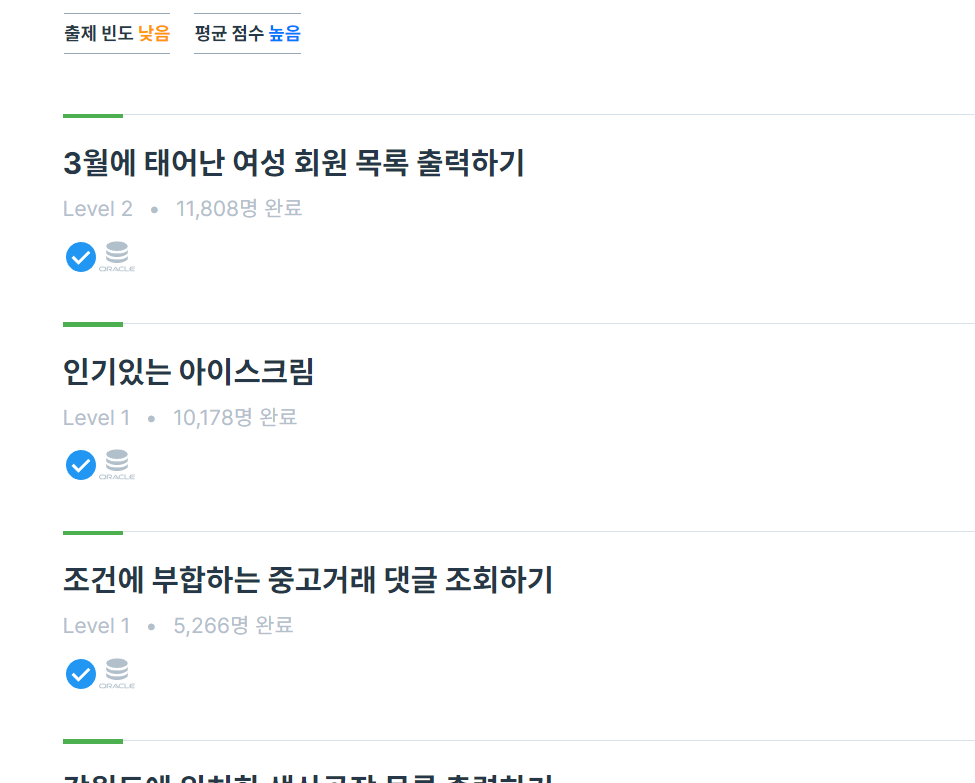 출제 빈도 낮음 평균 점수 높음
3월에 태어난 여성 회원 목록 출력하기
Level 2 • 11,808명 완료
ORACLE
인기있는 아이스크림
Level 1 • 10,178명 완료
ORACLE
조건에 부합하는 중고거래 댓글 조회하기
Level 1 • 5,266명 완료
ORACLE